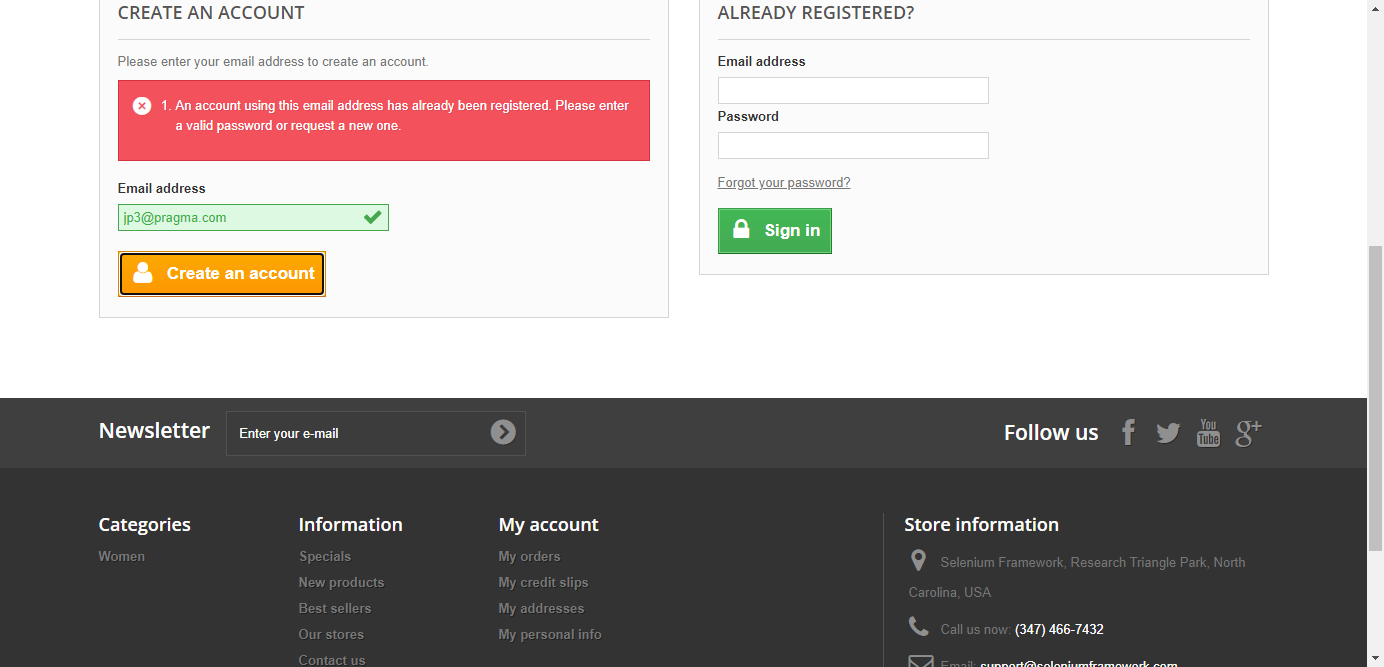 CREATE AN ACCOUNT
Please enter your email address to create an account.
1. An account using this email address has already been registered. Please enter
a valid password or request a new one.
Email address
jp3@pragma.com
Create an account
ALREADY REGISTERED?
Email address
Password
Forgot your password?
Sign in
Newsletter
Enter your e-mail
Follow us
You
Tube
g+
Categories
Women
Information
Specials
New products
Best sellers
Our stores
Contact us
My account
My orders
My credit slips
My addresses
My personal info
Store information
Selenium Framework, Research Triangle Park, North
Carolina, USA
Call us now: (347) 466-7432
Email: support@seleniumframework.com